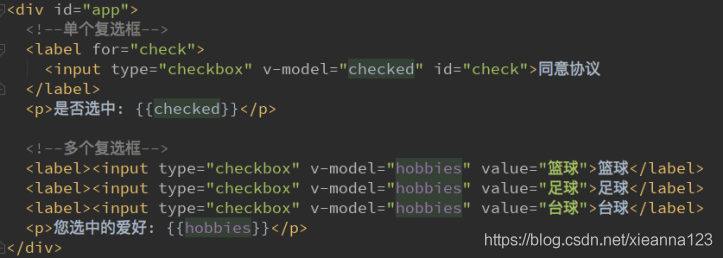 <div id="app">
<!--单个复选框-->
<label for="check">
<input type="checkbox" v-model="checked" id="check">同意协议
</label>
<p>是否选中: {{checked}}</p>
<!--多个复选框-->
<label><input type="checkbox" v-model="hobbies" value="篮球">篮球</label>
<label><input type="checkbox" v-model="hobbies" value="足球">足球</label>
<label><input type="checkbox" v-model="hobbies" value="台球">台球</label>
<p>您选中的爱好: {{hobbies}}</p>
</div>
https://blog.csdn.net/xieanna123